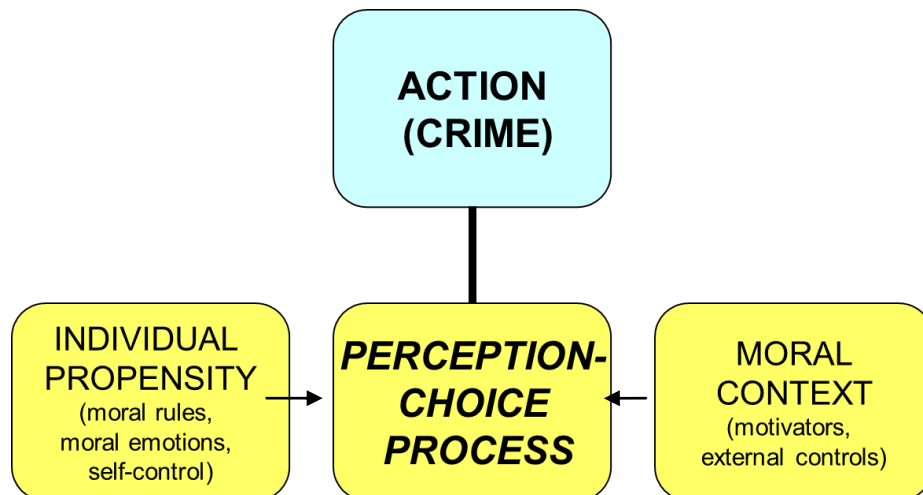 ACTION
(CRIME)
INDIVIDUAL
PROPENSITY
(moral rules,
moral emotions,
self-control)
PERCEPTION-
CHOICE
PROCESS
MORAL
CONTEXT
(motivators,
external controls)